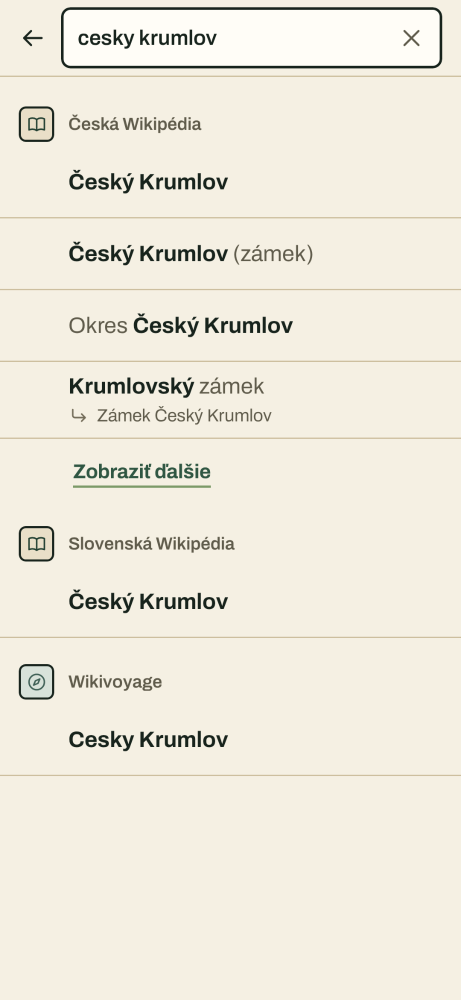 cesky krumlov
Česká Wikipédia
Český Krumlov
Český Krumlov (zámek)
Okres Český Krumlov
Krumlovský zámek
Zámek Český Krumlov
Zobraziť ďalšie
Slovenská Wikipédia
Český Krumlov
Wikivoyage
Cesky Krumlov